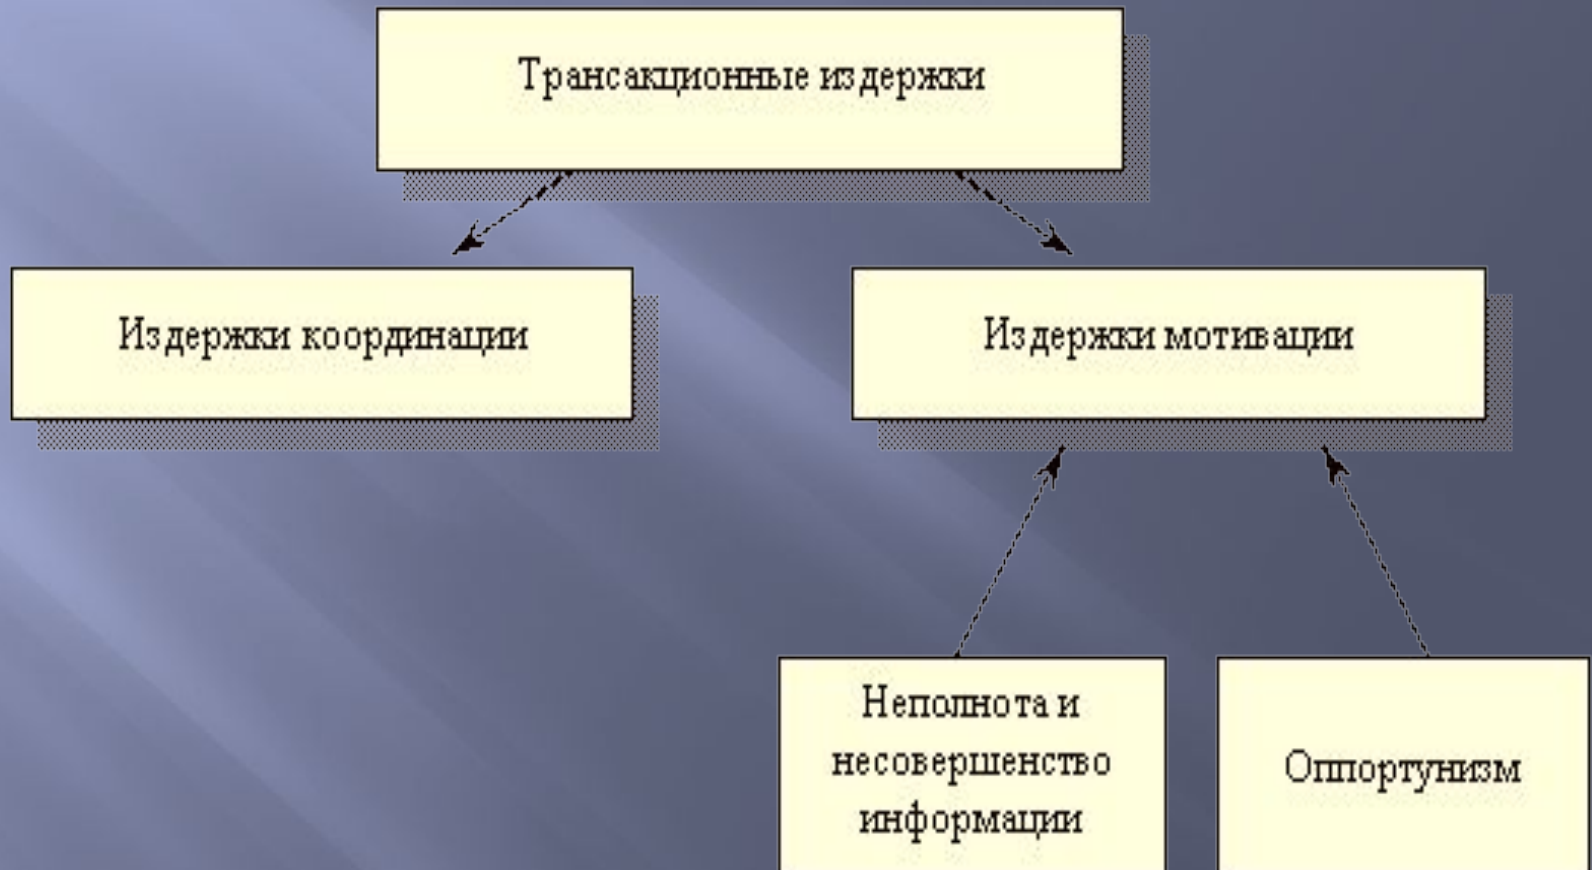 Трансакционные издержки
Издержки координации
Издержки мотивации
Неполнота и
несовершенство
информации
Оппортунизм